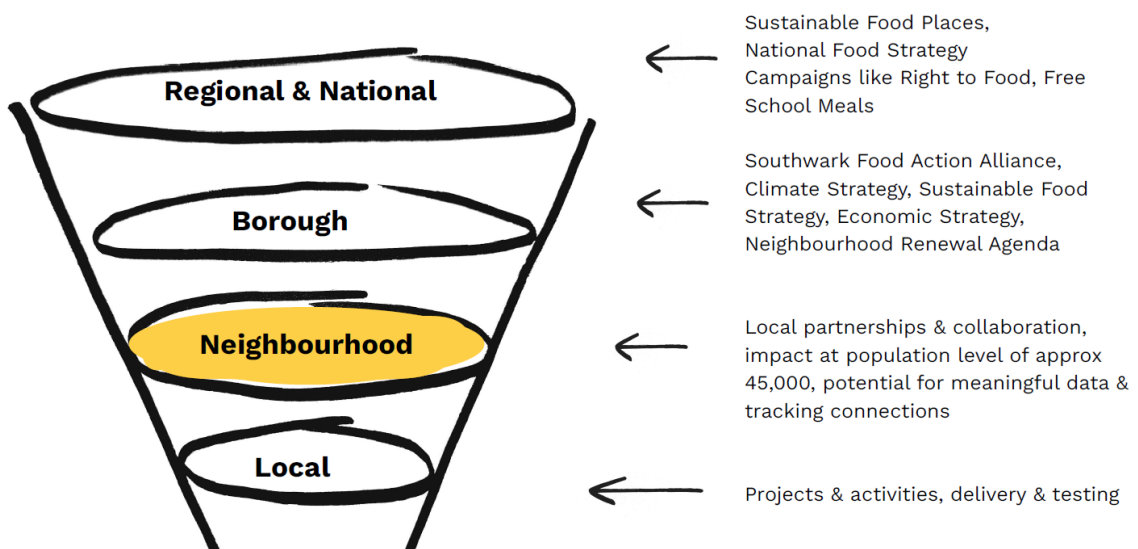 Regional & National
Sustainable Food Places,
National Food Strategy
Campaigns like Right to Food, Free
School Meals
Borough
Southwark Food Action Alliance,
Climate Strategy, Sustainable Food
Strategy, Economic Strategy,
Neighbourhood Renewal Agenda
Neighbourhood
Local partnerships & collaboration,
impact at population level of approx
45,000, potential for meaningful data &
tracking connections
Local
Projects & activities, delivery & testing